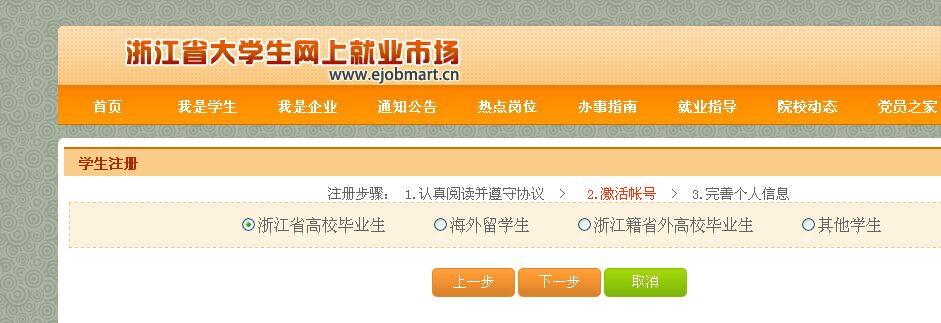 浙江省大学生网上就业市场
www.ejobmart.cn
首页 我是学生 我是企业 通知公告 热点岗位 办事指南 就业指导 院校动态 党员之家
学生注册
注册步骤： 1.认真阅读并遵守协议 > 2.激活帐号 > 3.完善个人信息
浙江省高校毕业生 海外留学生 浙江籍省外高校毕业生 其他学生
上一步 下一步 取消